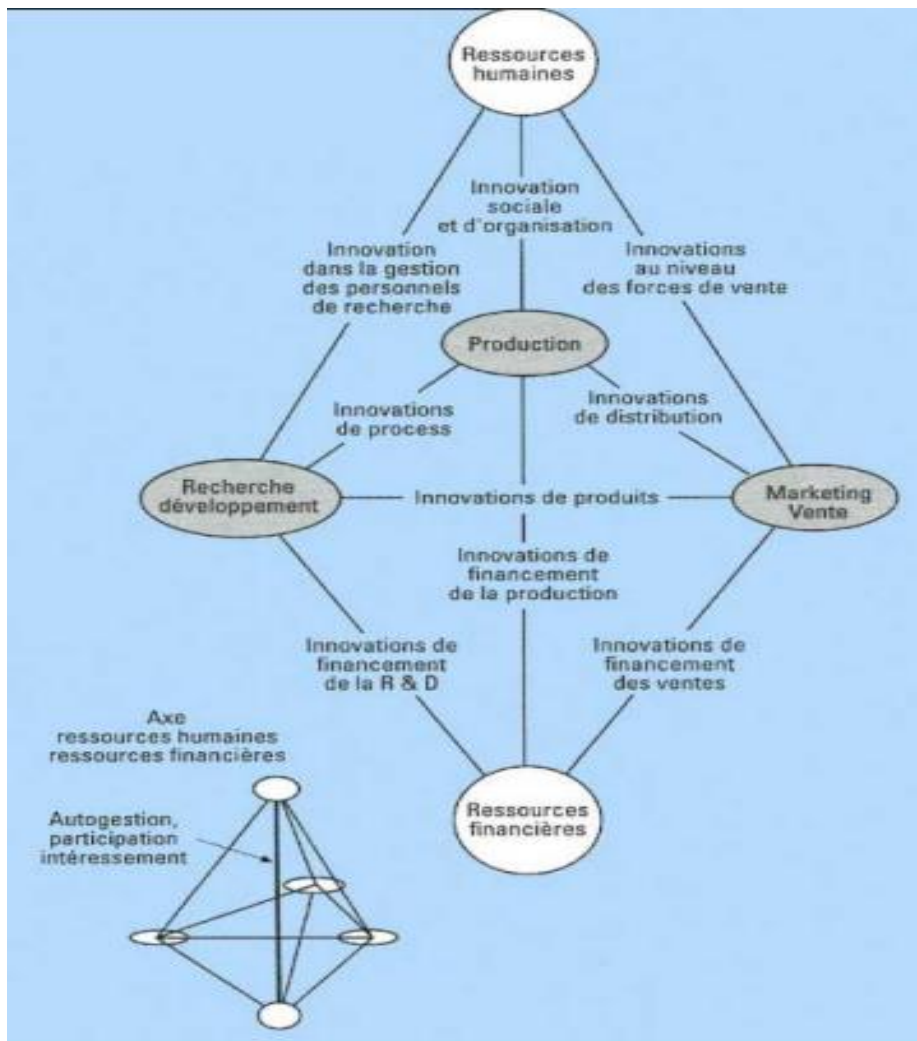 Ressources
humaines
Innovation
sociale
et d'organisation
Innovation
dans la gestion
des personnels
de recherche
Innovations
au niveau
des forces de vente
Production
Innovations
de process
Innovations
de distribution
Recherche
développement
Innovations de produits
Marketing
Vente
Innovations de
financement
de la production
Innovations de
financement
de la R & D
Innovations de
financement
des ventes
Axe
ressources humaines
ressources financières
Ressources
financières
Autogestion,
participation
intéressement